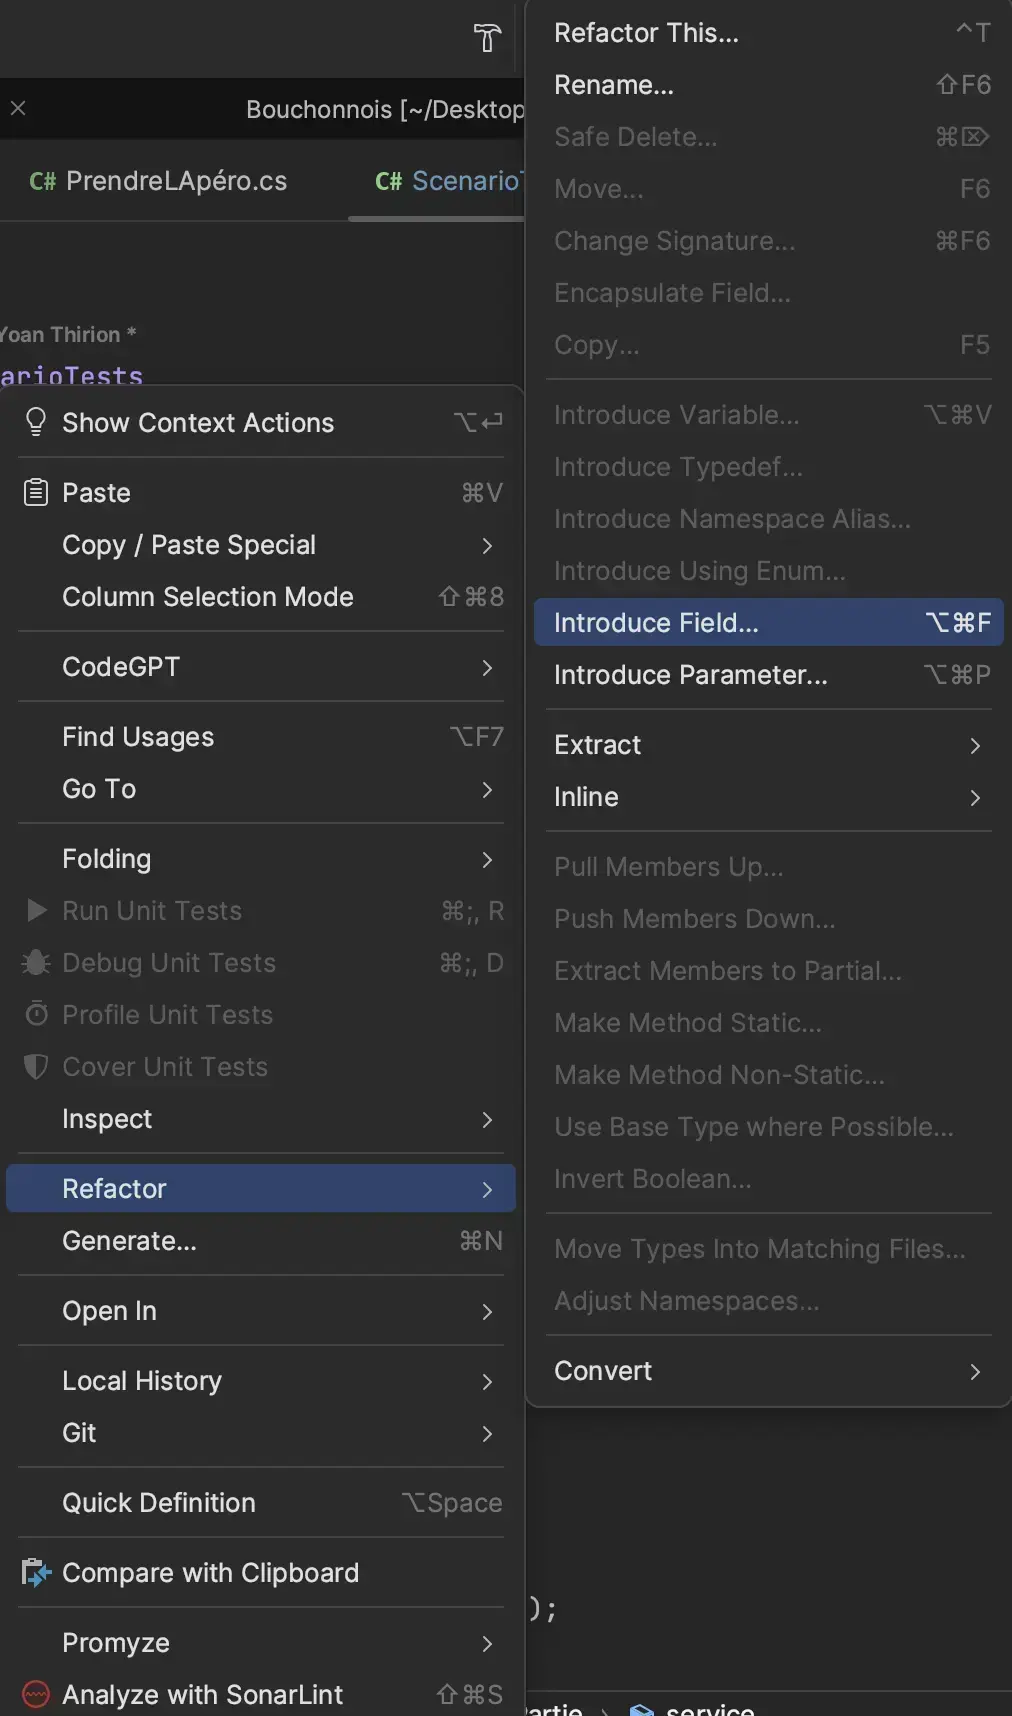 Bouchonnois [~/Desktop
C# PrendreLApéro.cs
C# Scenario
Yoan Thirion *
arioTests
Show Context Actions ⌥↩
Paste ⌘V
Copy / Paste Special
Column Selection Mode ⇧⌘8
CodeGPT
Find Usages ⌥F7
Go To
Folding
Run Unit Tests ⌘;, R
Debug Unit Tests ⌘;, D
Profile Unit Tests
Cover Unit Tests
Inspect
Refactor
Generate... ⌘N
Open In
Local History
Git
Quick Definition ⌥Space
Compare with Clipboard
Promyze
Analyze with SonarLint ⇧⌘S
Refactor This... ^T
Rename... ⇧F6
Safe Delete... ⌘⌦
Move... F6
Change Signature... ⌘F6
Encapsulate Field...
Copy... F5
Introduce Variable... ⌥⌘V
Introduce Typedef...
Introduce Namespace Alias...
Introduce Using Enum...
Introduce Field... ⌥⌘F
Introduce Parameter... ⌥⌘P
Extract
Inline
Pull Members Up...
Push Members Down...
Extract Members to Partial...
Make Method Static...
Make Method Non-Static...
Use Base Type where Possible...
Invert Boolean...
Move Types Into Matching Files...
Adjust Namespaces...
Convert
);
artie › service